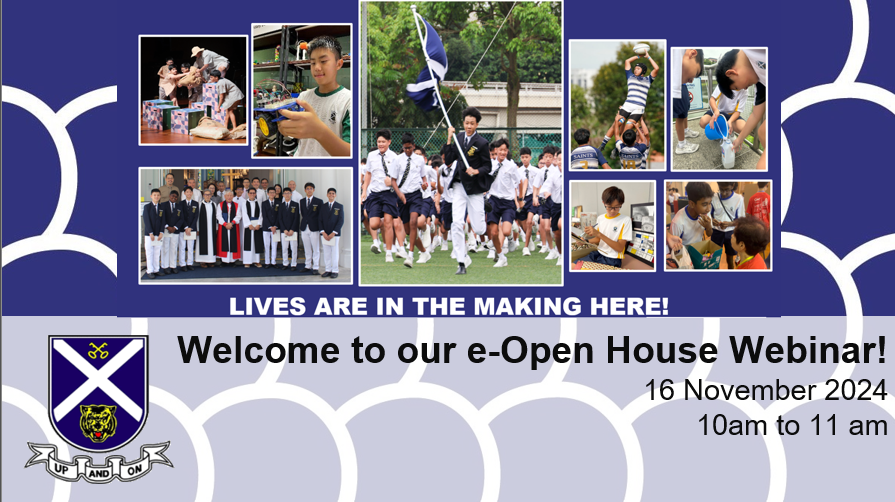 SAINTS
LIVES ARE IN THE MAKING HERE!
Welcome to our e-Open House Webinar!
16 November 2024
10am to 11 am
UP AND ON